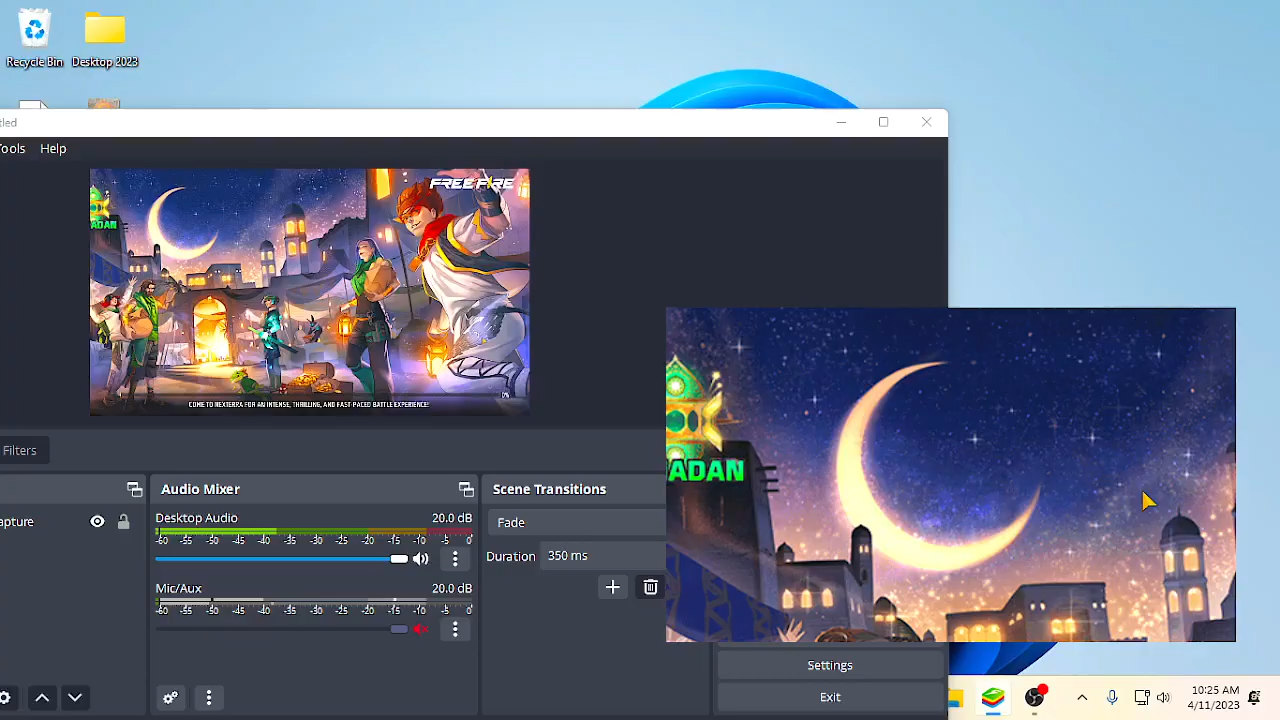 Recycle Bin
Desktop 2023
tled
ools Help
FREE FIRE
ADAN
COME TO NEXTERRA FOR AN INTENSE, THRILLING, AND FAST-PACED BATTLE EXPERIENCE!
ADAN
Filters
Audio Mixer
Scene Transitions
apture
Desktop Audio 20.0 dB
-60 -55 -50 -45 -40 -35 -30 -25 -20 -15 -10 -5 0
Mic/Aux 20.0 dB
-60 -55 -50 -45 -40 -35 -30 -25 -20 -15 -10 -5 0
Fade
Duration 350 ms
Settings
Exit
10:25 AM
4/11/2023